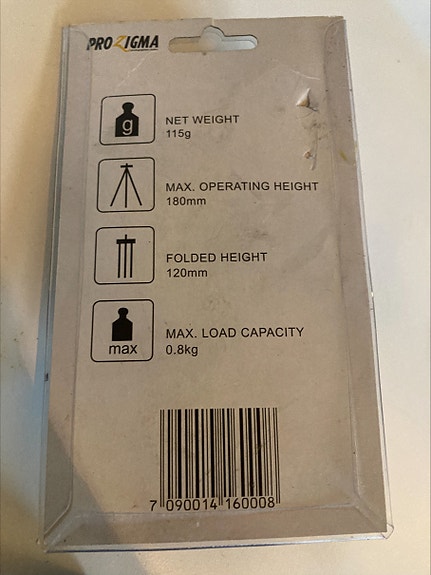 PROZIGMA
g
NET WEIGHT
115g
MAX. OPERATING HEIGHT
180mm
FOLDED HEIGHT
120mm
max
MAX. LOAD CAPACITY
0.8kg
7 090014 160008